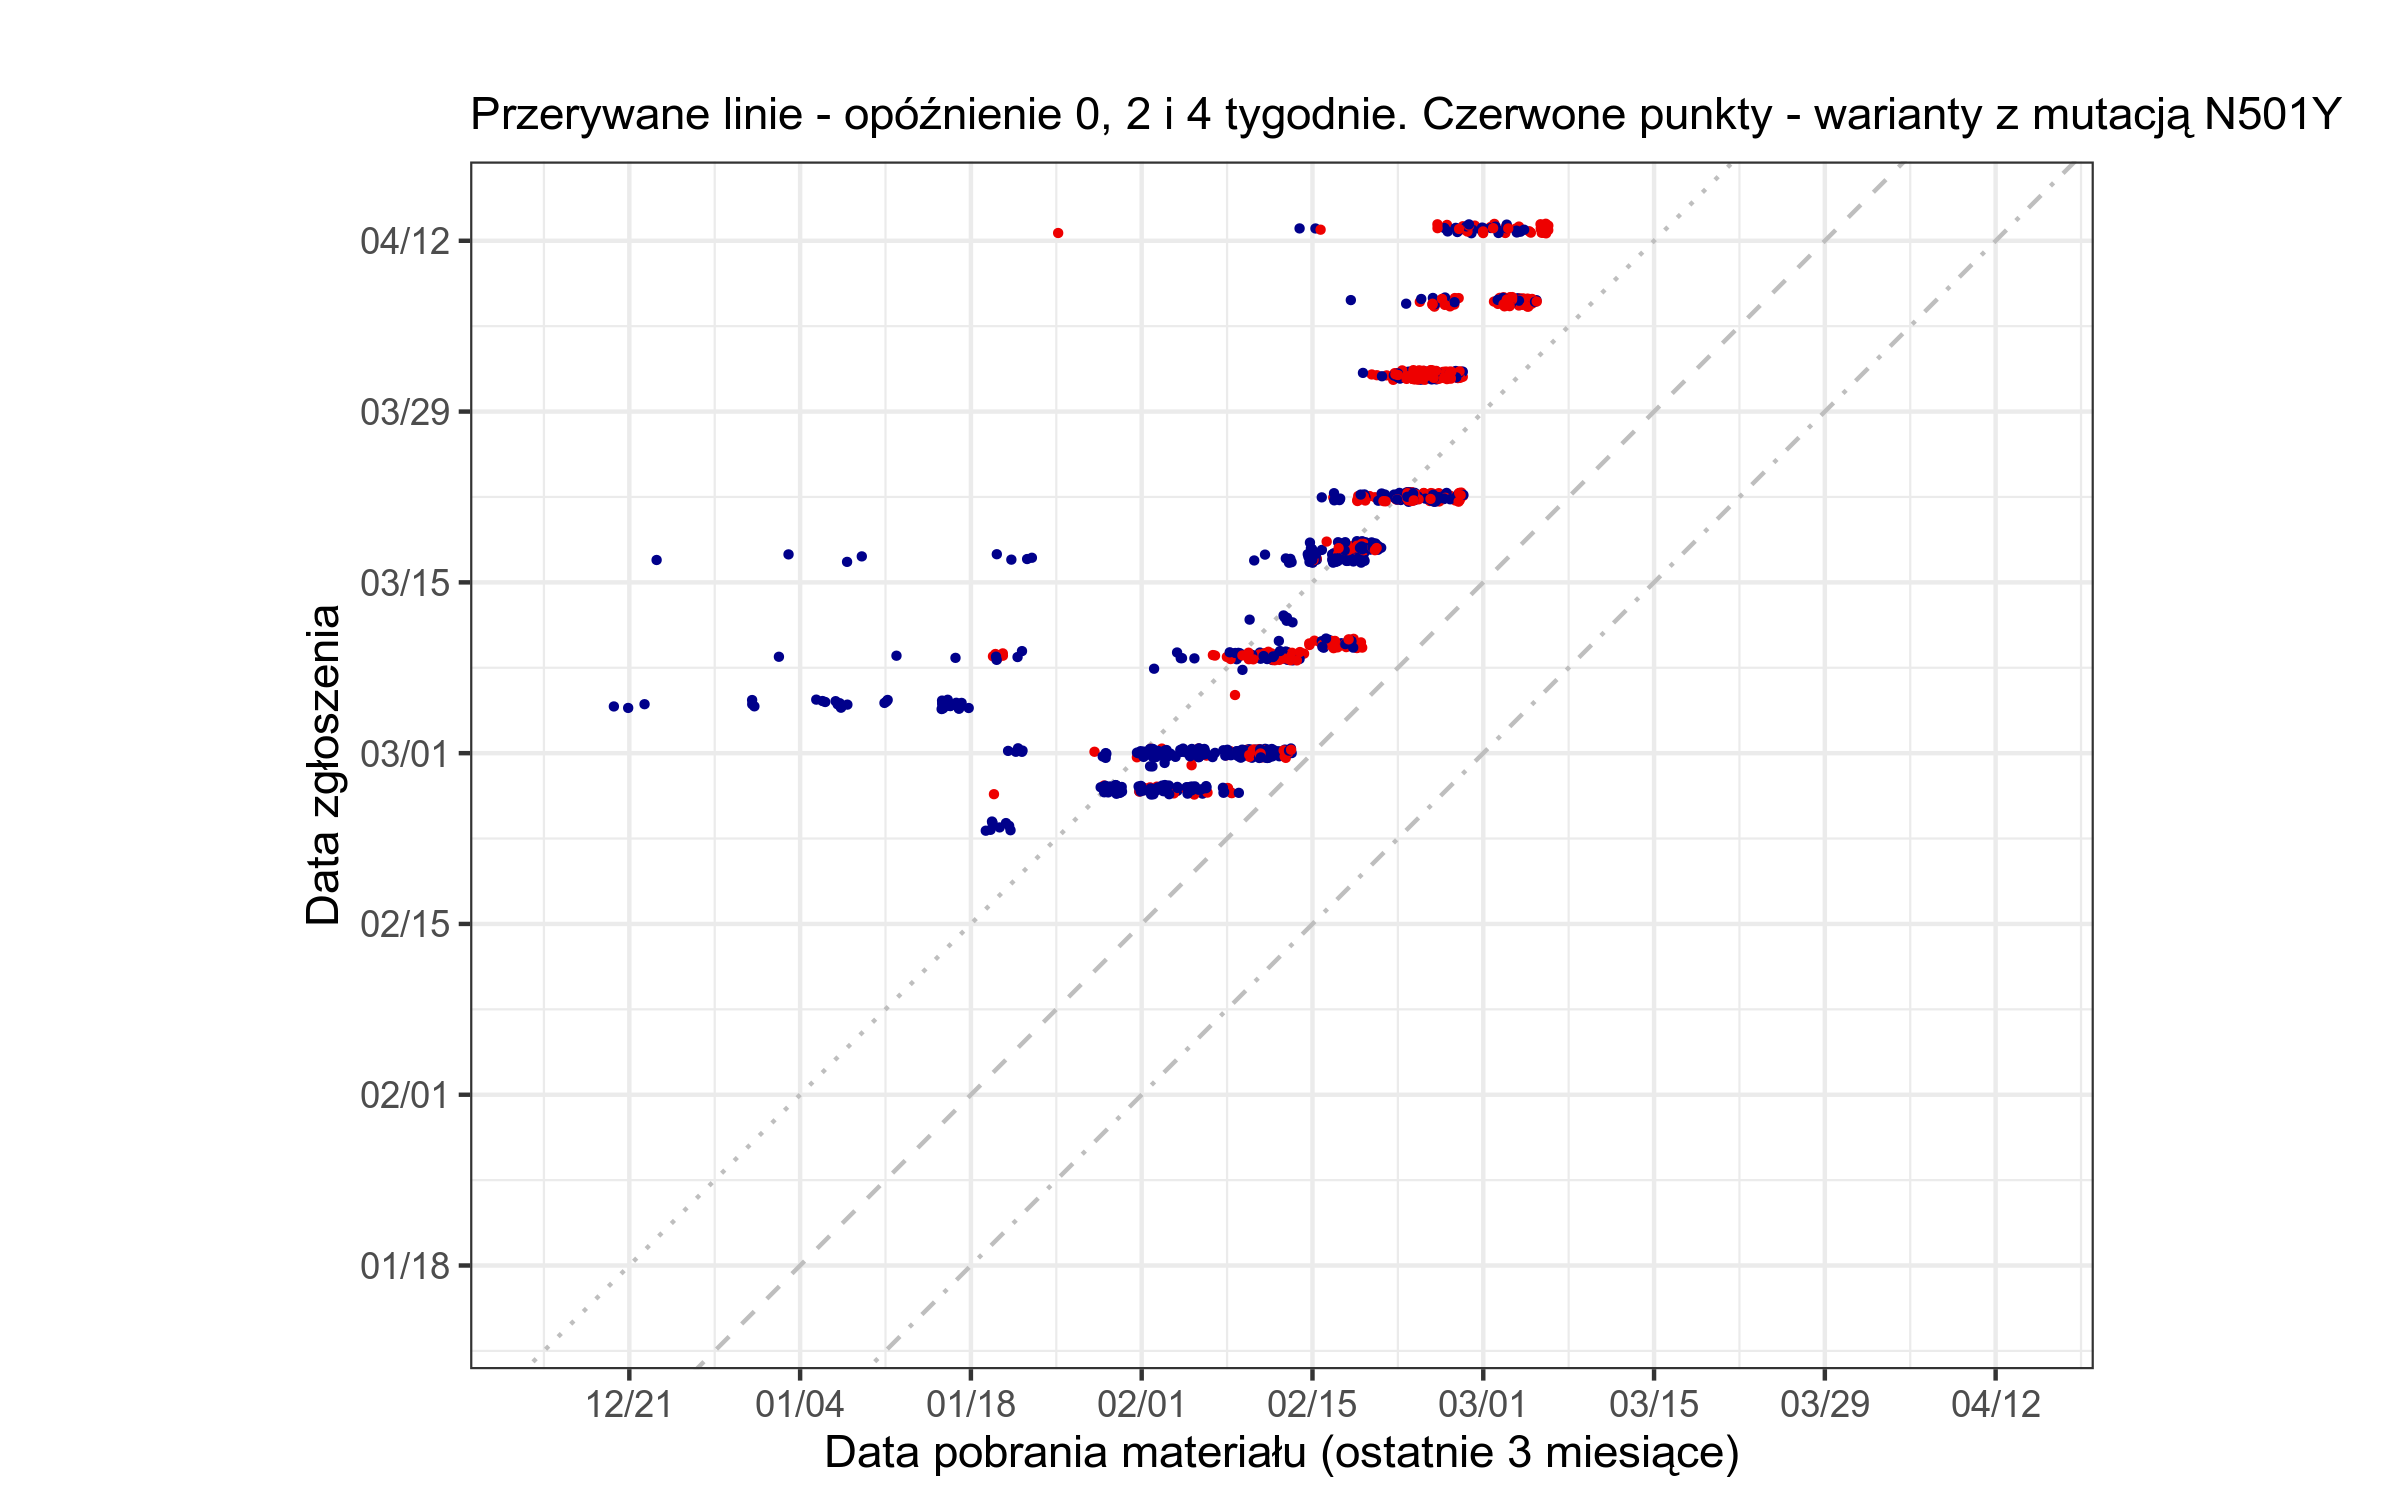 Przerywane linie - opóźnienie 0, 2 i 4 tygodnie. Czerwone punkty - warianty z mutacją N501Y
Data zgłoszenia
04/12
03/29
03/15
03/01
02/15
02/01
01/18
12/21 01/04 01/18 02/01 02/15 03/01 03/15 03/29 04/12
Data pobrania materiału (ostatnie 3 miesiące)